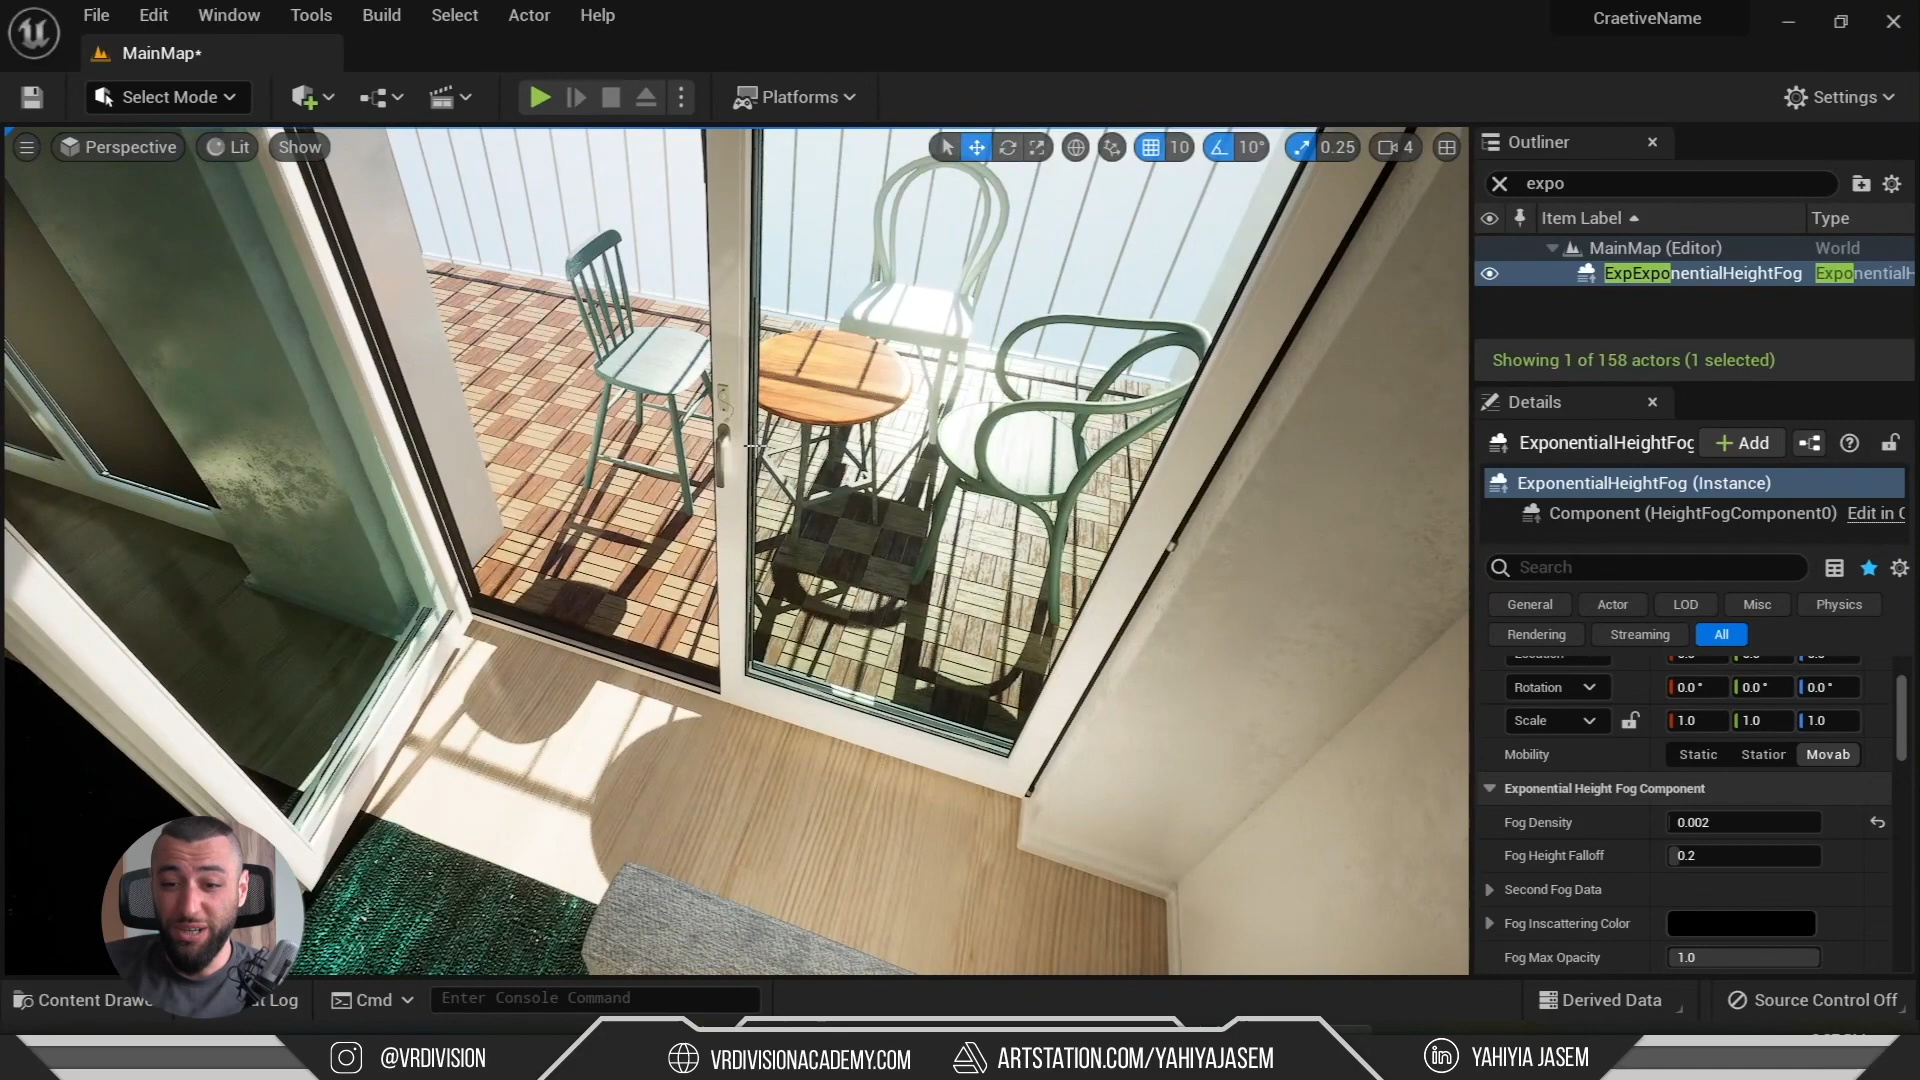 File Edit Window Tools Build Select Actor Help
CraetiveName
MainMap*
Select Mode
Platforms
Settings
Perspective Lit Show
10 10° 0.25 4
Outliner
expo
Item Label Type
MainMap (Editor) World
ExpExponentialHeightFog ExponentialH
Showing 1 of 158 actors (1 selected)
Details
ExponentialHeightFog Add
ExponentialHeightFog (Instance)
Component (HeightFogComponent0) Edit in C
Search
General Actor LOD Misc Physics
Rendering Streaming All
Rotation 0.0° 0.0° 0.0°
Scale 1.0 1.0 1.0
Mobility Static Station Movab
Exponential Height Fog Component
Fog Density 0.002
Fog Height Falloff 0.2
Second Fog Data
Fog Inscattering Color
Fog Max Opacity 1.0
Content Drawe t Log Cmd Enter Console Command Derived Data Source Control Off
@VRDIVISION VRDIVISIONACADEMY.COM ARTSTATION.COM/YAHIYAJASEM YAHIYIA JASEM
in